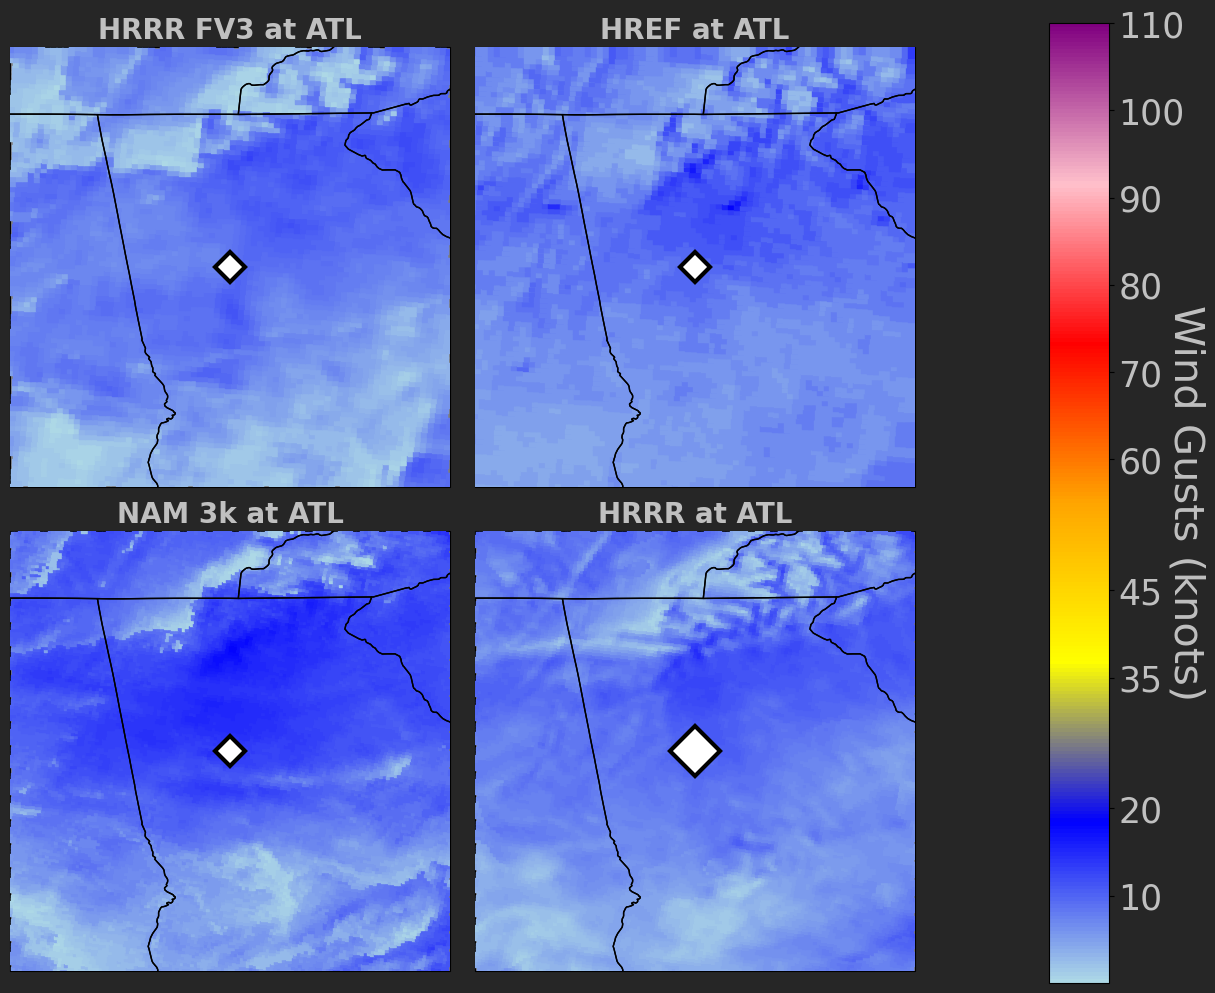 HRRR FV3 at ATL
HREF at ATL
NAM 3k at ATL
HRRR at ATL
110
100
90
80
70
60
45
35
20
10
Wind Gusts (knots)